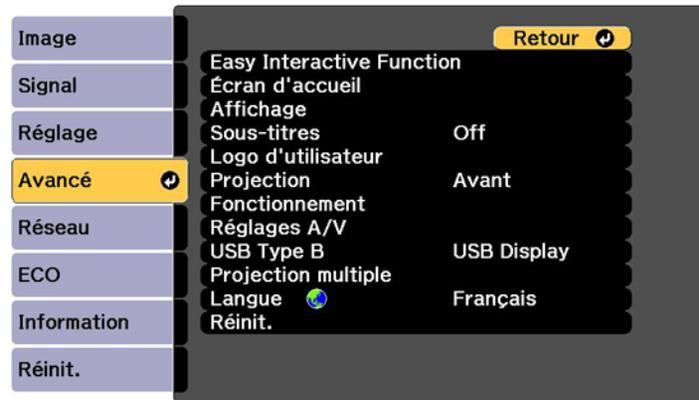 Image
Signal
Réglage
Avancé
Réseau
ECO
Information
Réinit.
Retour
Easy Interactive Function
Écran d'accueil
Affichage
Sous-titres Off
Logo d'utilisateur
Projection Avant
Fonctionnement
Réglages A/V
USB Type B USB Display
Projection multiple
Langue Français
Réinit.